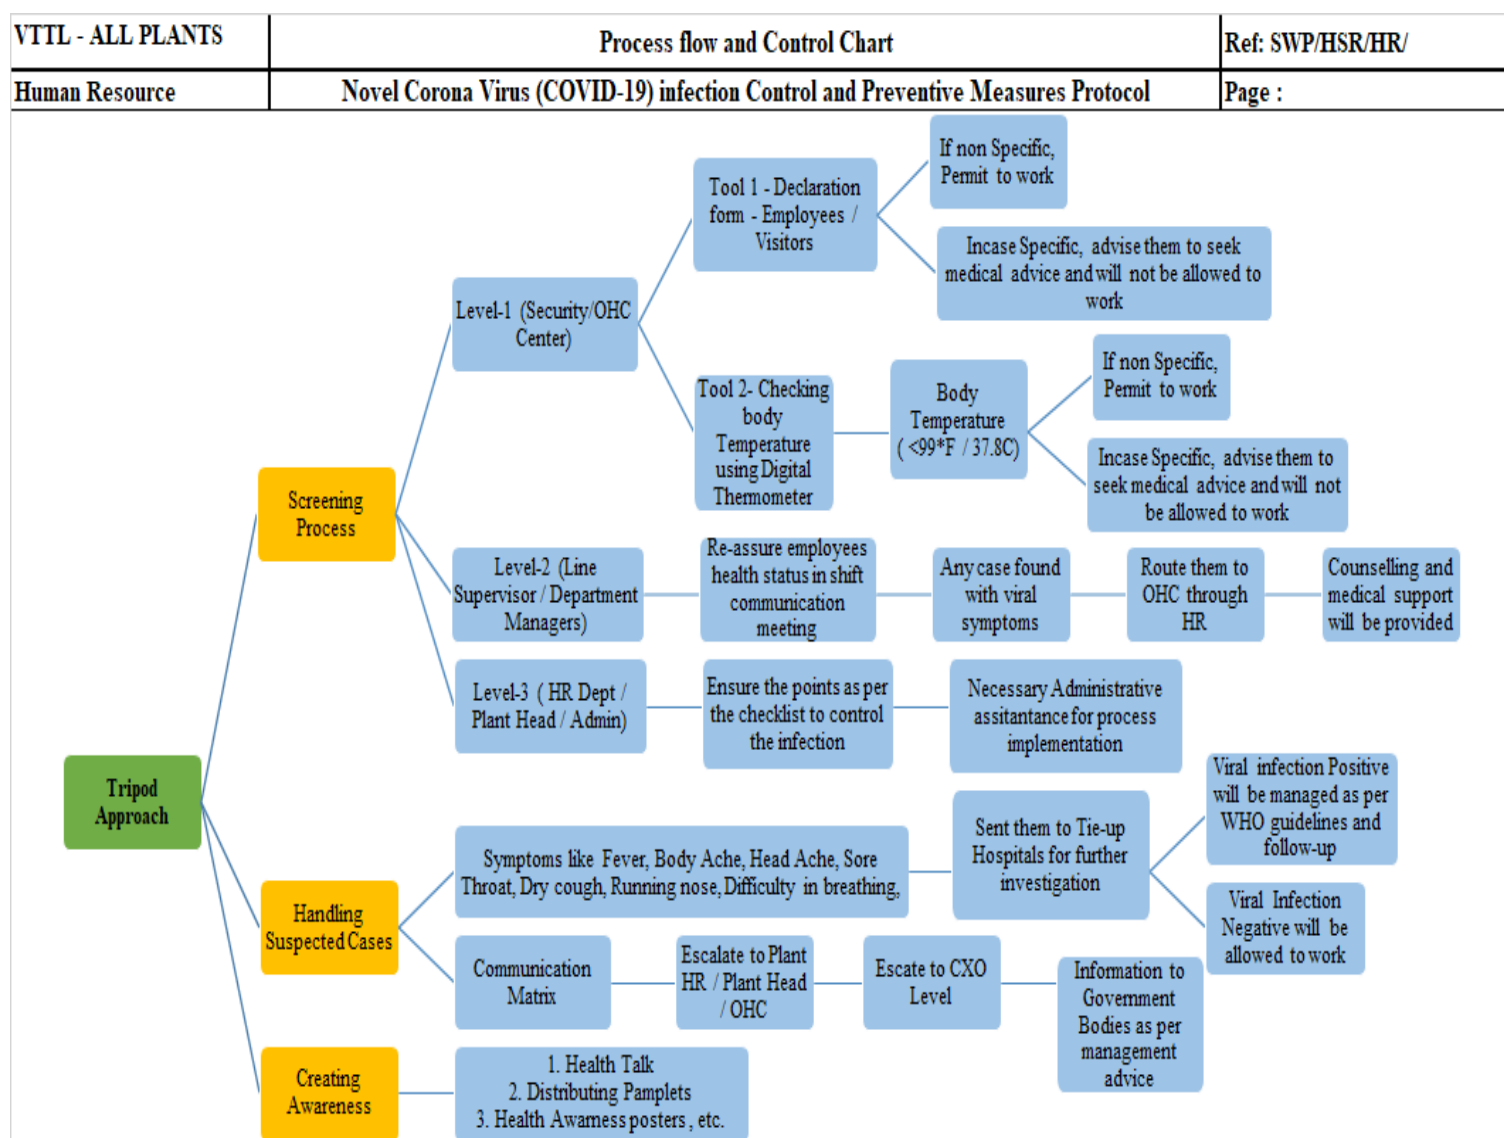 VTTL - ALL PLANTS
Process flow and Control Chart
Ref: SWP/HSR/HR/
Human Resource
Novel Corona Virus (COVID-19) infection Control and Preventive Measures Protocol
Page :
Tripod
Approach
Screening
Process
Level-1 (Security/OHC
Center)
Tool 1 - Declaration
form - Employees /
Visitors
If non Specific,
Permit to work
Incase Specific, advise them to seek
medical advice and will not be allowed to
work
Tool 2- Checking
body
Temperature
using Digital
Thermometer
Body
Temperature
( <99*F / 37.8C)
If non Specific,
Permit to work
Incase Specific, advise them to
seek medical advice and will not
be allowed to work
Level-2 (Line
Supervisor / Department
Managers)
Re-assure employees
health status in shift
communication
meeting
Any case found
with viral
symptoms
Route them to
OHC through
HR
Counselling and
medical support
will be provided
Level-3 ( HR Dept /
Plant Head / Admin)
Ensure the points as per
the checklist to control
the infection
Necessary Administrative
assitantance for process
implementation
Handling
Suspected Cases
Symptoms like Fever, Body Ache, Head Ache, Sore
Throat, Dry cough, Running nose, Difficulty in breathing,
Sent them to Tie-up
Hospitals for further
investigation
Viral infection Positive
will be managed as per
WHO guidelines and
follow-up
Viral Infection
Negative will be
allowed to work
Communication
Matrix
Escalate to Plant
HR / Plant Head
/ OHC
Escate to CXO
Level
Information to
Government
Bodies as per
management
advice
Creating
Awareness
1. Health Talk
2. Distributing Pamplets
3. Health Awarness posters , etc.